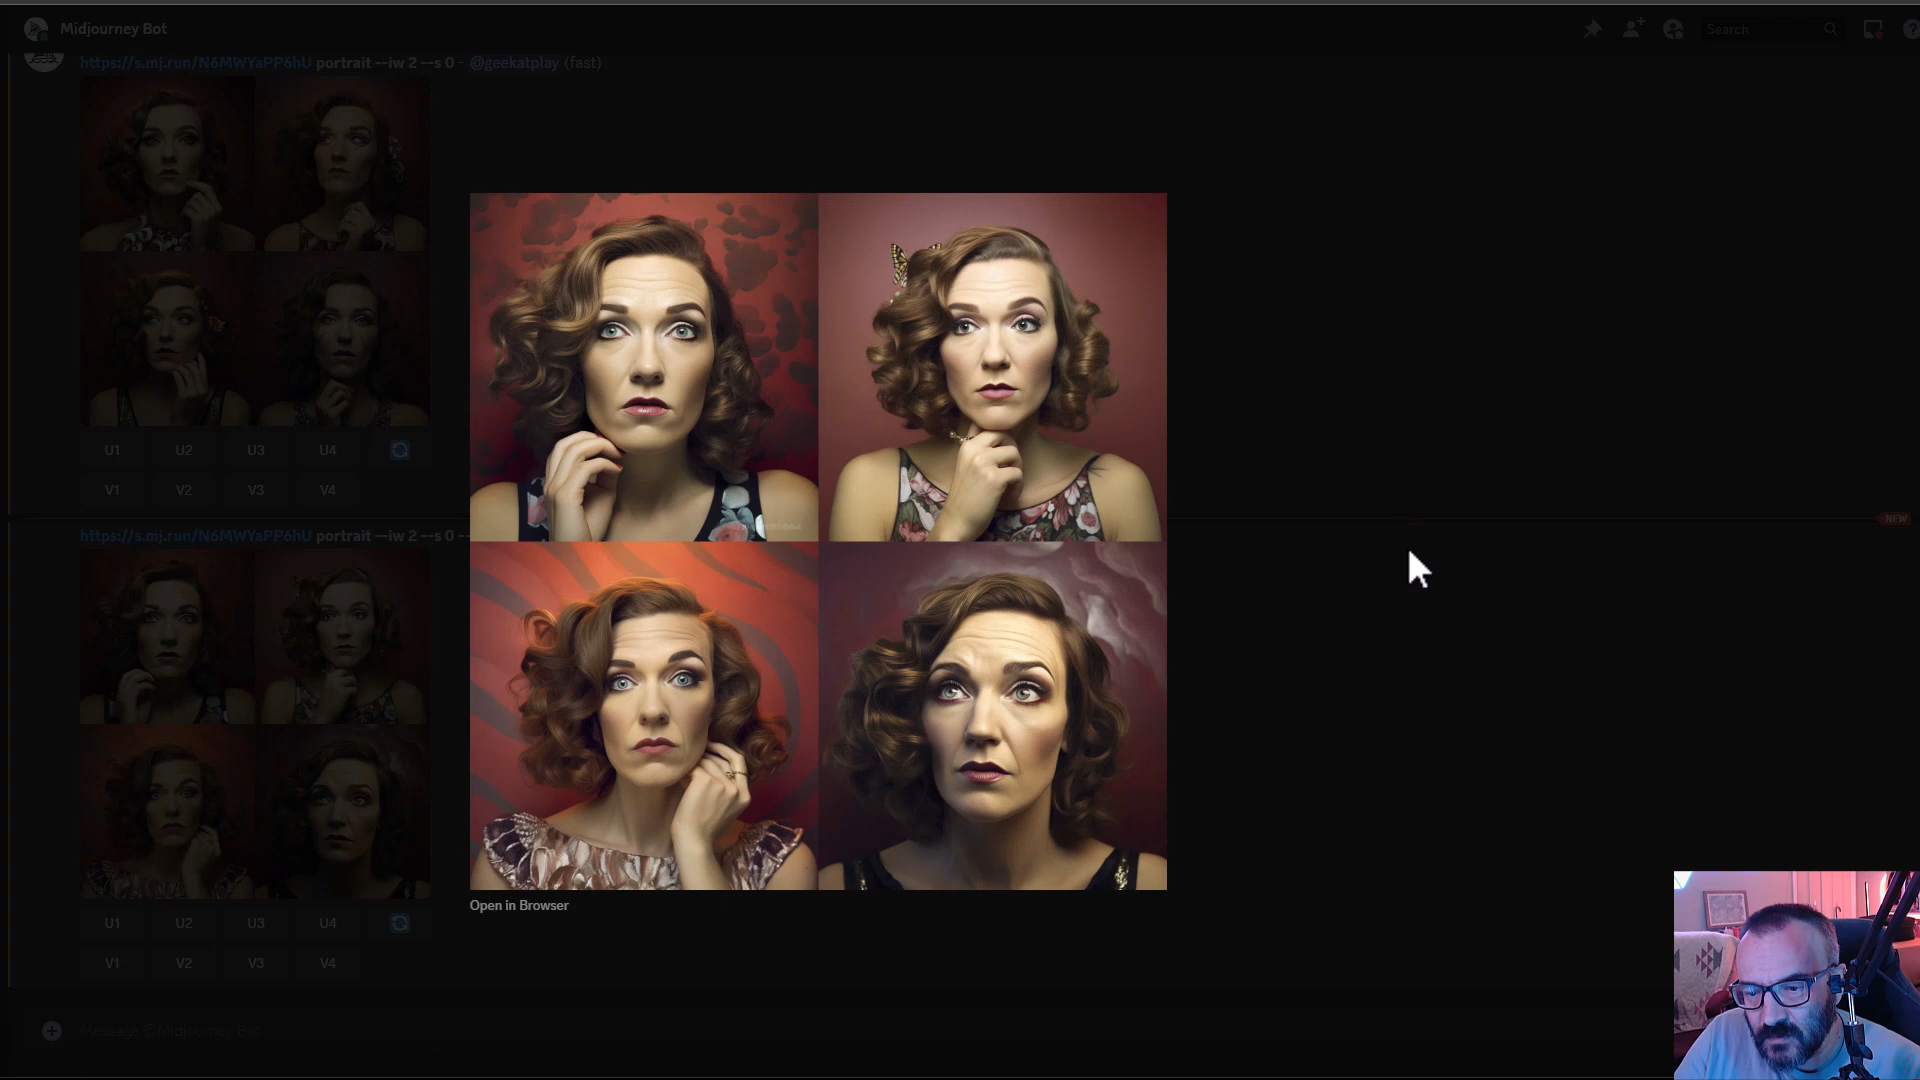 Midjourney Bot
Search
https://s.mj.run/N6MWYaPP6hU portrait --iw 2 --s 0 - @geekatplay (fast)
U1 U2 U3 U4
V1 V2 V3 V4
NEW
https://s.mj.run/N6MWYaPP6hU portrait --iw 2 --s 0 --
Open in Browser
U1 U2 U3 U4
V1 V2 V3 V4
Message @Midjourney Bot